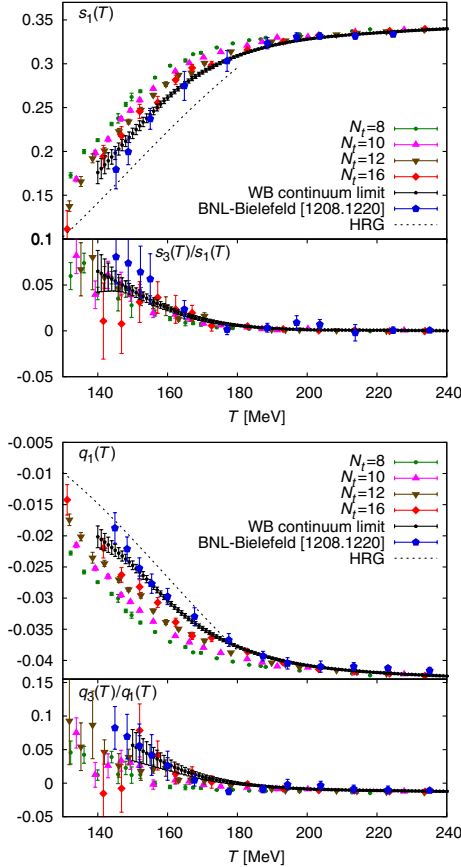 s₁(T)
0.35
0.3
0.25
0.2
0.15
0.1
Nₜ=8
Nₜ=10
Nₜ=12
Nₜ=16
WB continuum limit
BNL-Bielefeld [1208.1220]
HRG
s₃(T)/s₁(T)
0.1
0.05
0
-0.05
140 160 180 200 220 240
T [MeV]
q₁(T)
-0.005
-0.01
-0.015
-0.02
-0.025
-0.03
-0.035
-0.04
Nₜ=8
Nₜ=10
Nₜ=12
Nₜ=16
WB continuum limit
BNL-Bielefeld [1208.1220]
HRG
q₃(T)/q₁(T)
0.15
0.1
0.05
0
-0.05
140 160 180 200 220 240
T [MeV]